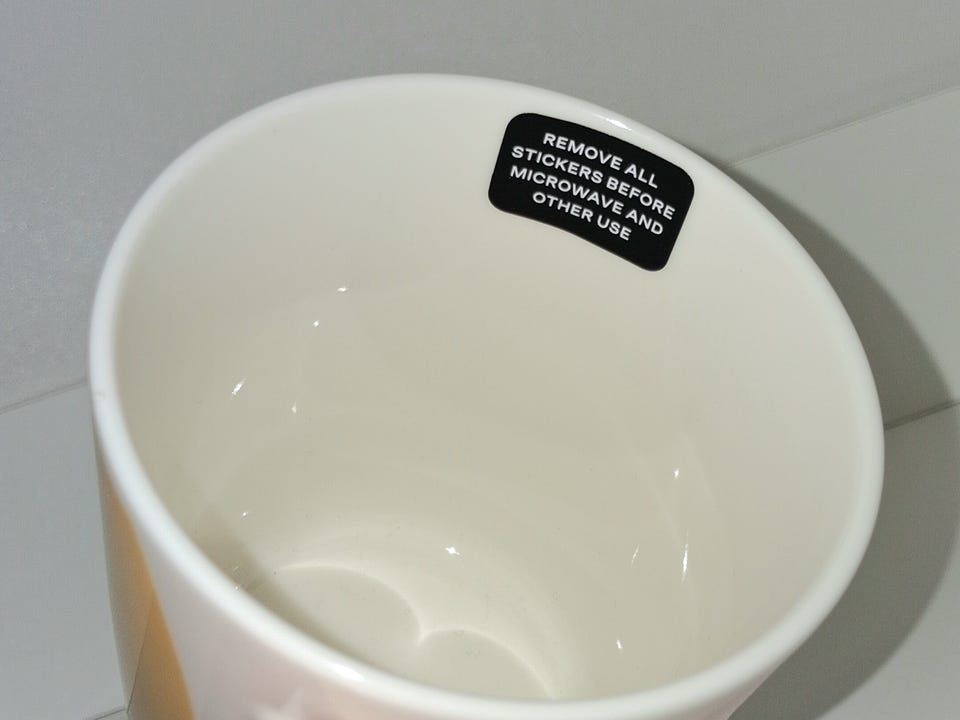 REMOVE ALL
STICKERS BEFORE
MICROWAVE AND
OTHER USE